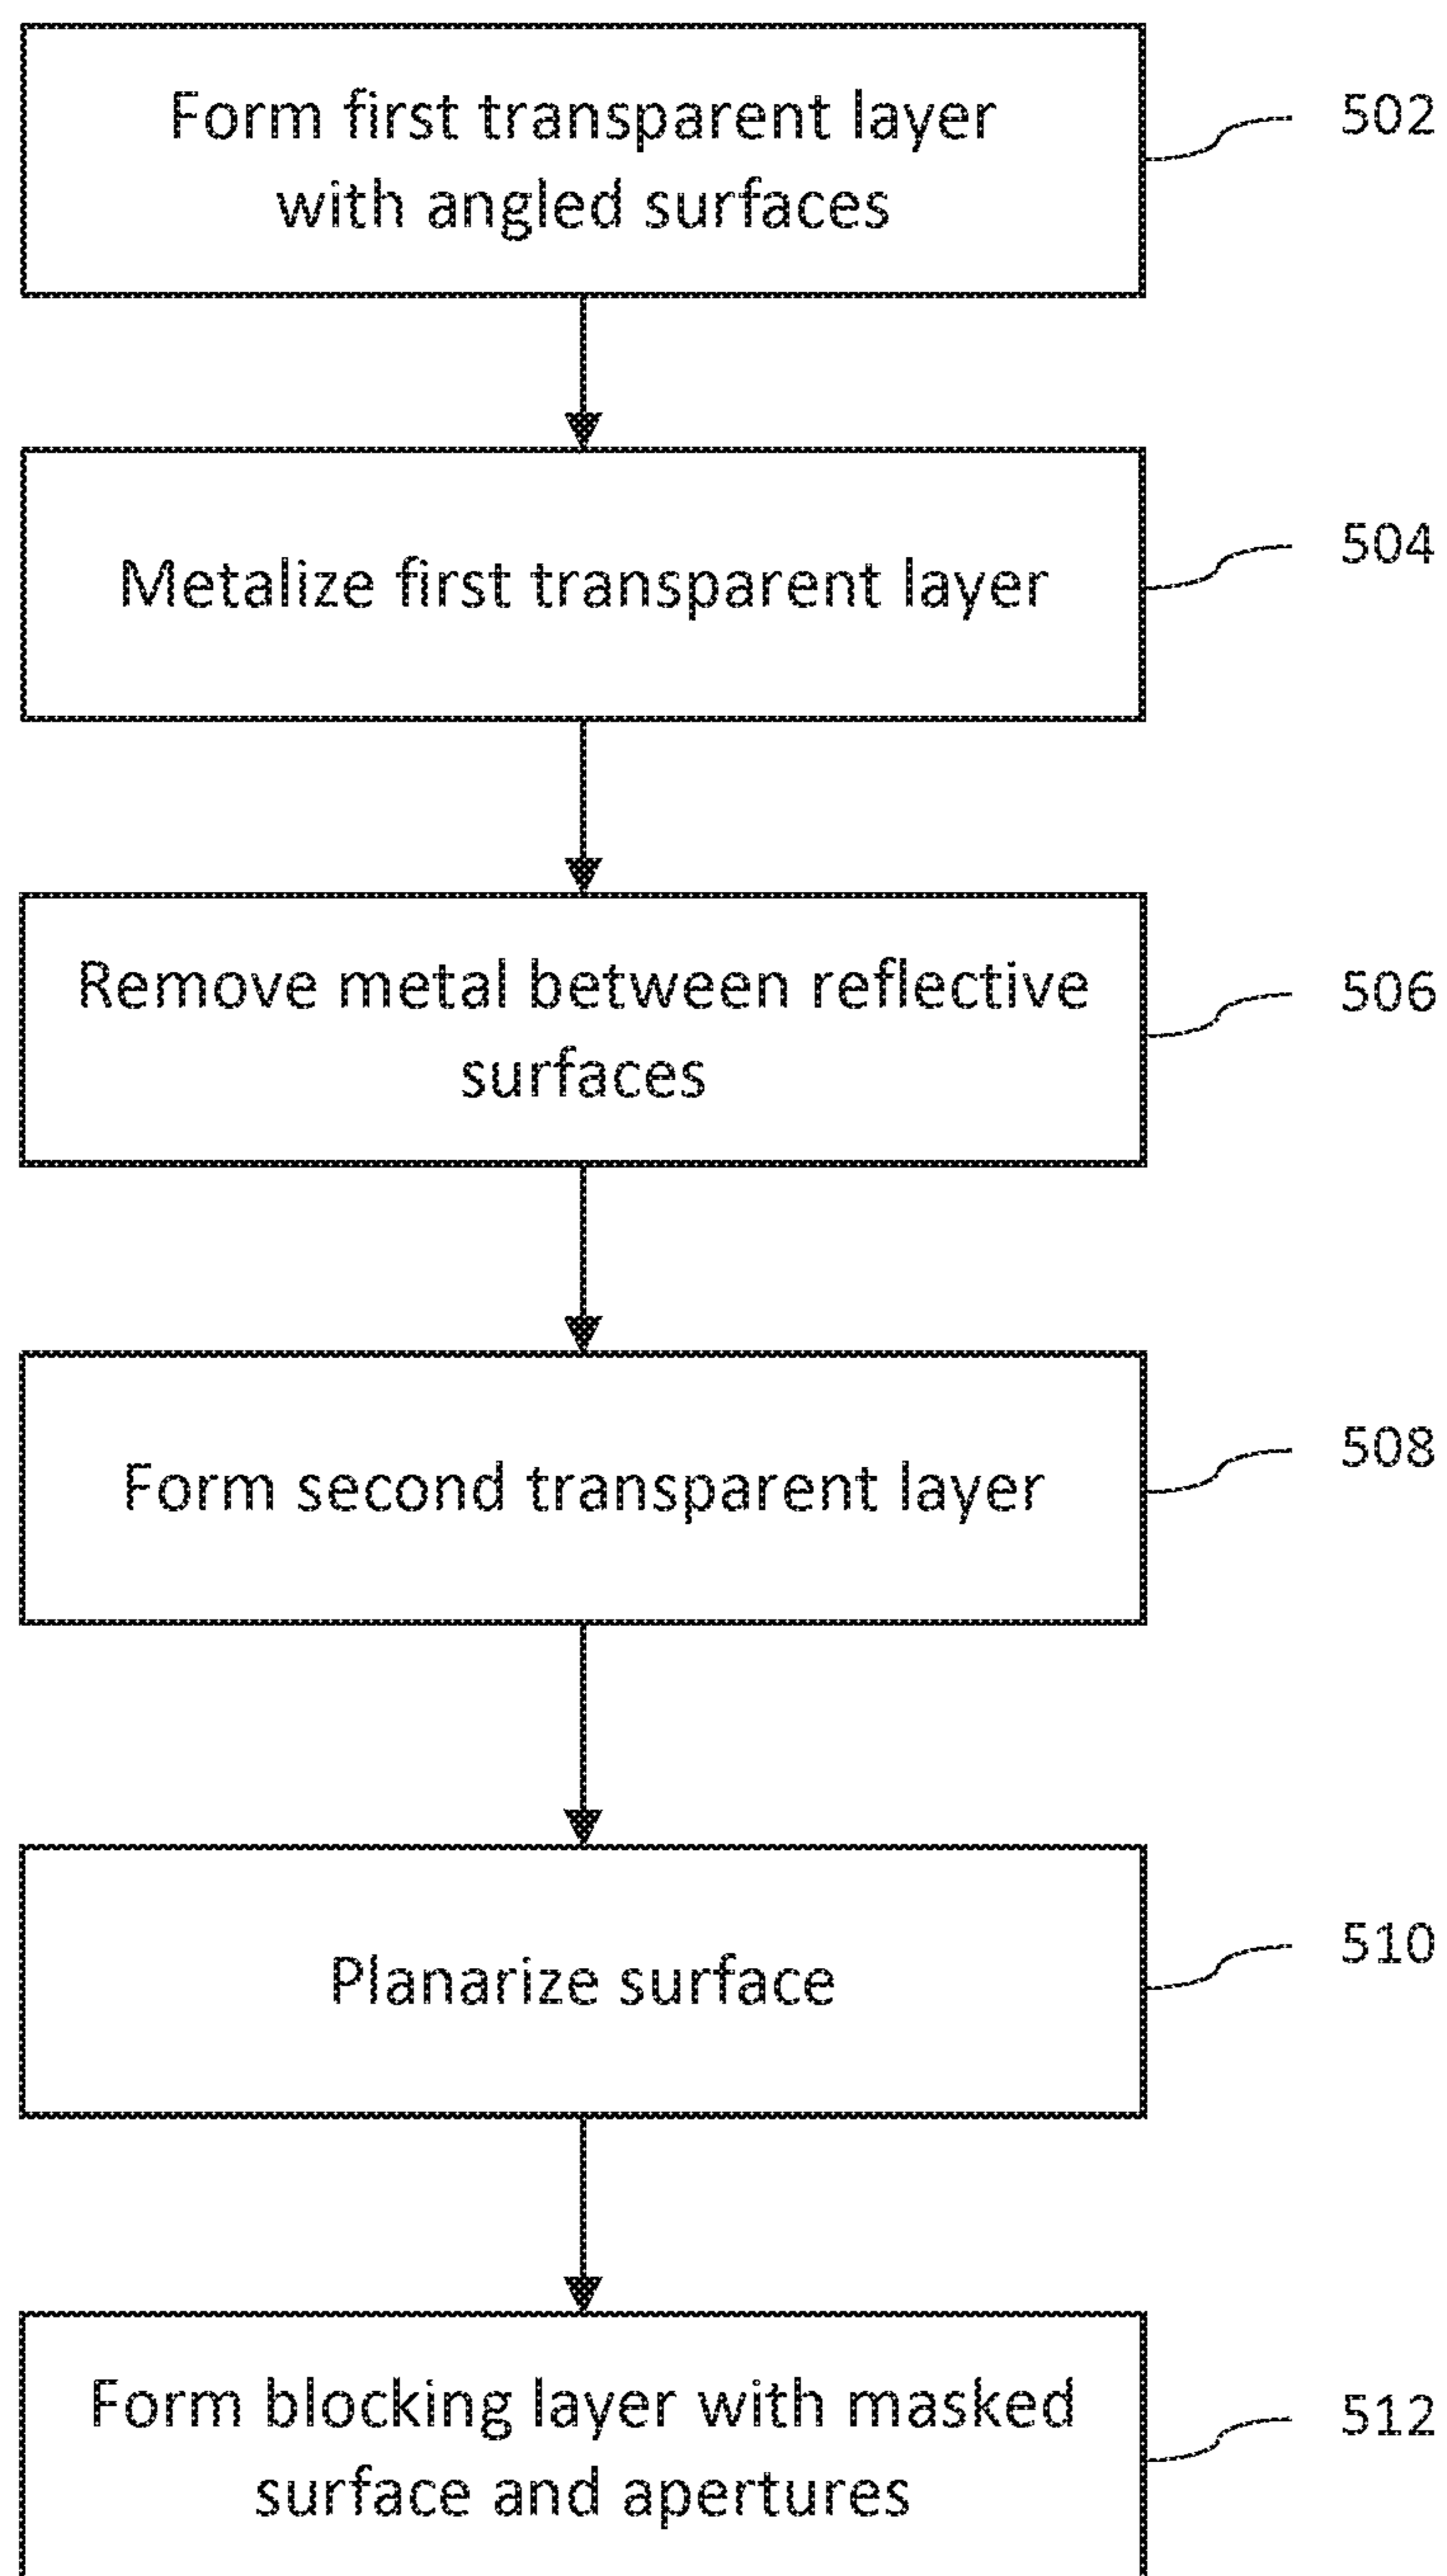 Form first transparent layer
with angled surfaces
502
Metalize first transparent layer
504
Remove metal between reflective
surfaces
506
Form second transparent layer
508
Planarize surface
510
Form blocking layer with masked
surface and apertures
512